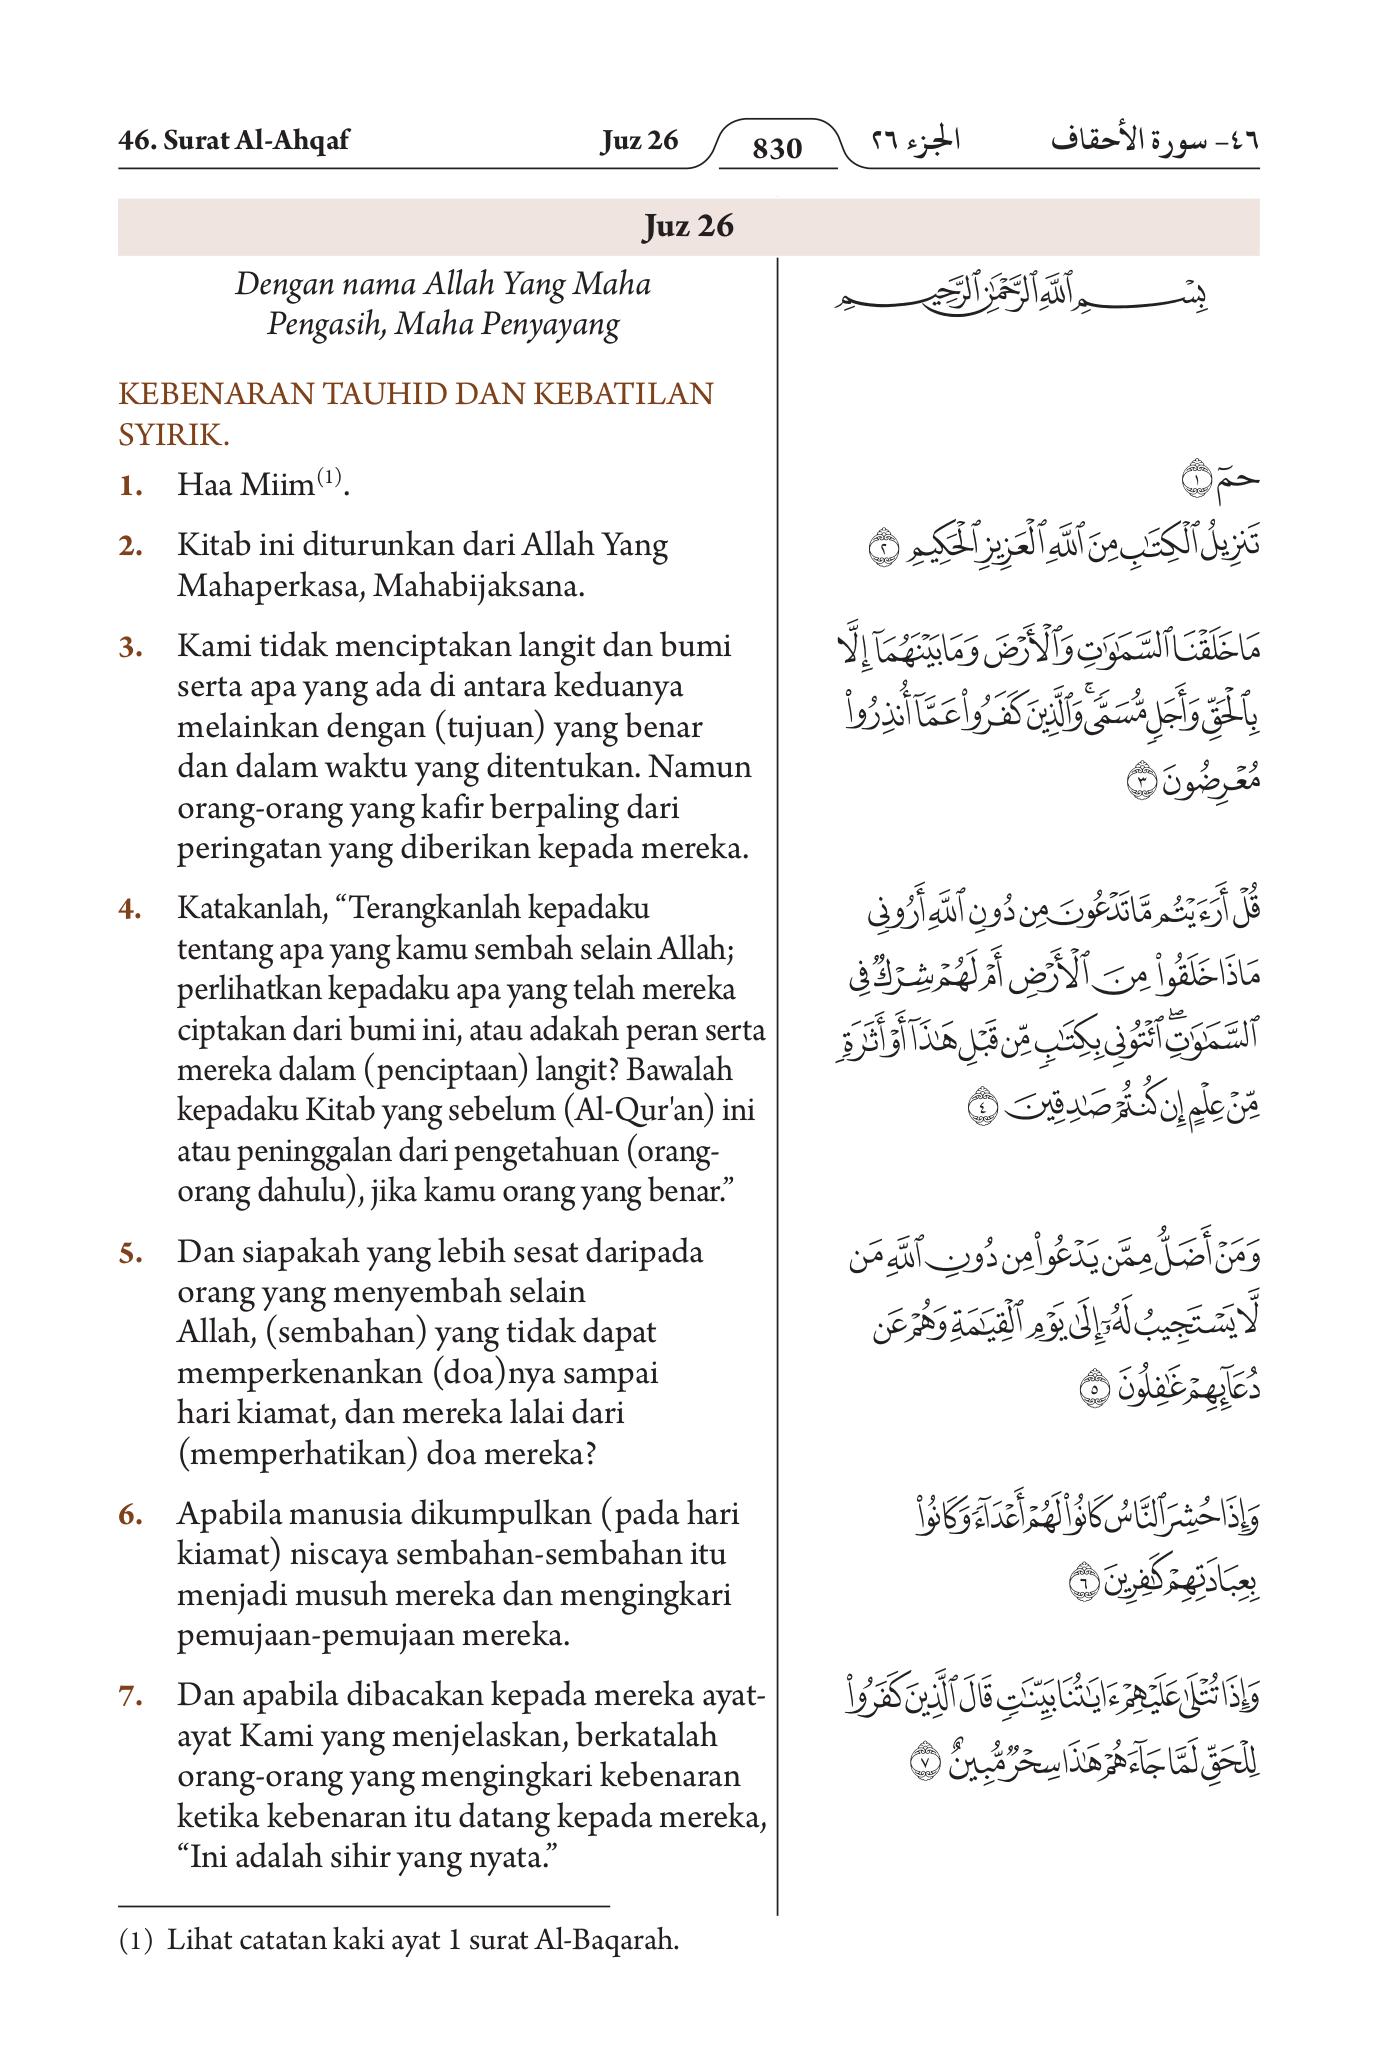 46. Surat Al-Ahqaf Juz 26 830 الجزء ٢٦ ٤٦- سورة الأحقاف
Juz 26
Dengan nama Allah Yang Maha
Pengasih, Maha Penyayang
KEBENARAN TAUHID DAN KEBATILAN
SYIRIK.
1. Haa Miim(1).
2. Kitab ini diturunkan dari Allah Yang
Mahaperkasa, Mahabijaksana.
3. Kami tidak menciptakan langit dan bumi
serta apa yang ada di antara keduanya
melainkan dengan (tujuan) yang benar
dan dalam waktu yang ditentukan. Namun
orang-orang yang kafir berpaling dari
peringatan yang diberikan kepada mereka.
4. Katakanlah, “Terangkanlah kepadaku
tentang apa yang kamu sembah selain Allah;
perlihatkan kepadaku apa yang telah mereka
ciptakan dari bumi ini, atau adakah peran serta
mereka dalam (penciptaan) langit? Bawalah
kepadaku Kitab yang sebelum (Al-Qur'an) ini
atau peninggalan dari pengetahuan (orang-
orang dahulu), jika kamu orang yang benar.”
5. Dan siapakah yang lebih sesat daripada
orang yang menyembah selain
Allah, (sembahan) yang tidak dapat
memperkenankan (doa)nya sampai
hari kiamat, dan mereka lalai dari
(memperhatikan) doa mereka?
6. Apabila manusia dikumpulkan (pada hari
kiamat) niscaya sembahan-sembahan itu
menjadi musuh mereka dan mengingkari
pemujaan-pemujaan mereka.
7. Dan apabila dibacakan kepada mereka ayat-
ayat Kami yang menjelaskan, berkatalah
orang-orang yang mengingkari kebenaran
ketika kebenaran itu datang kepada mereka,
“Ini adalah sihir yang nyata.”
بِسْمِ ٱللَّهِ ٱلرَّحْمَٰنِ ٱلرَّحِيمِ
حمٓ ١
تَنزِيلُ ٱلْكِتَٰبِ مِنَ ٱللَّهِ ٱلْعَزِيزِ ٱلْحَكِيمِ ٢
مَا خَلَقْنَا ٱلسَّمَٰوَٰتِ وَٱلْأَرْضَ وَمَا بَيْنَهُمَآ إِلَّا
بِٱلْحَقِّ وَأَجَلٍ مُّسَمًّىۚ وَٱلَّذِينَ كَفَرُوا۟ عَمَّآ أُنذِرُوا۟
مُعْرِضُونَ ٣
قُلْ أَرَءَيْتُم مَّا تَدْعُونَ مِن دُونِ ٱللَّهِ أَرُونِى
مَاذَا خَلَقُوا۟ مِنَ ٱلْأَرْضِ أَمْ لَهُمْ شِرْكٌ فِى
ٱلسَّمَٰوَٰتِۖ ٱئْتُونِى بِكِتَٰبٍ مِّن قَبْلِ هَٰذَآ أَوْ أَثَٰرَةٍ
مِّنْ عِلْمٍ إِن كُنتُمْ صَٰدِقِينَ ٤
وَمَنْ أَضَلُّ مِمَّن يَدْعُوا۟ مِن دُونِ ٱللَّهِ مَن
لَّا يَسْتَجِيبُ لَهُۥٓ إِلَىٰ يَوْمِ ٱلْقِيَٰمَةِ وَهُمْ عَن
دُعَآئِهِمْ غَٰفِلُونَ ٥
وَإِذَا حُشِرَ ٱلنَّاسُ كَانُوا۟ لَهُمْ أَعْدَآءً وَكَانُوا۟
بِعِبَادَتِهِمْ كَٰفِرِينَ ٦
وَإِذَا تُتْلَىٰ عَلَيْهِمْ ءَايَٰتُنَا بَيِّنَٰتٍ قَالَ ٱلَّذِينَ كَفَرُوا۟
لِلْحَقِّ لَمَّا جَآءَهُمْ هَٰذَا سِحْرٌ مُّبِينٌ ٧
(1) Lihat catatan kaki ayat 1 surat Al-Baqarah.